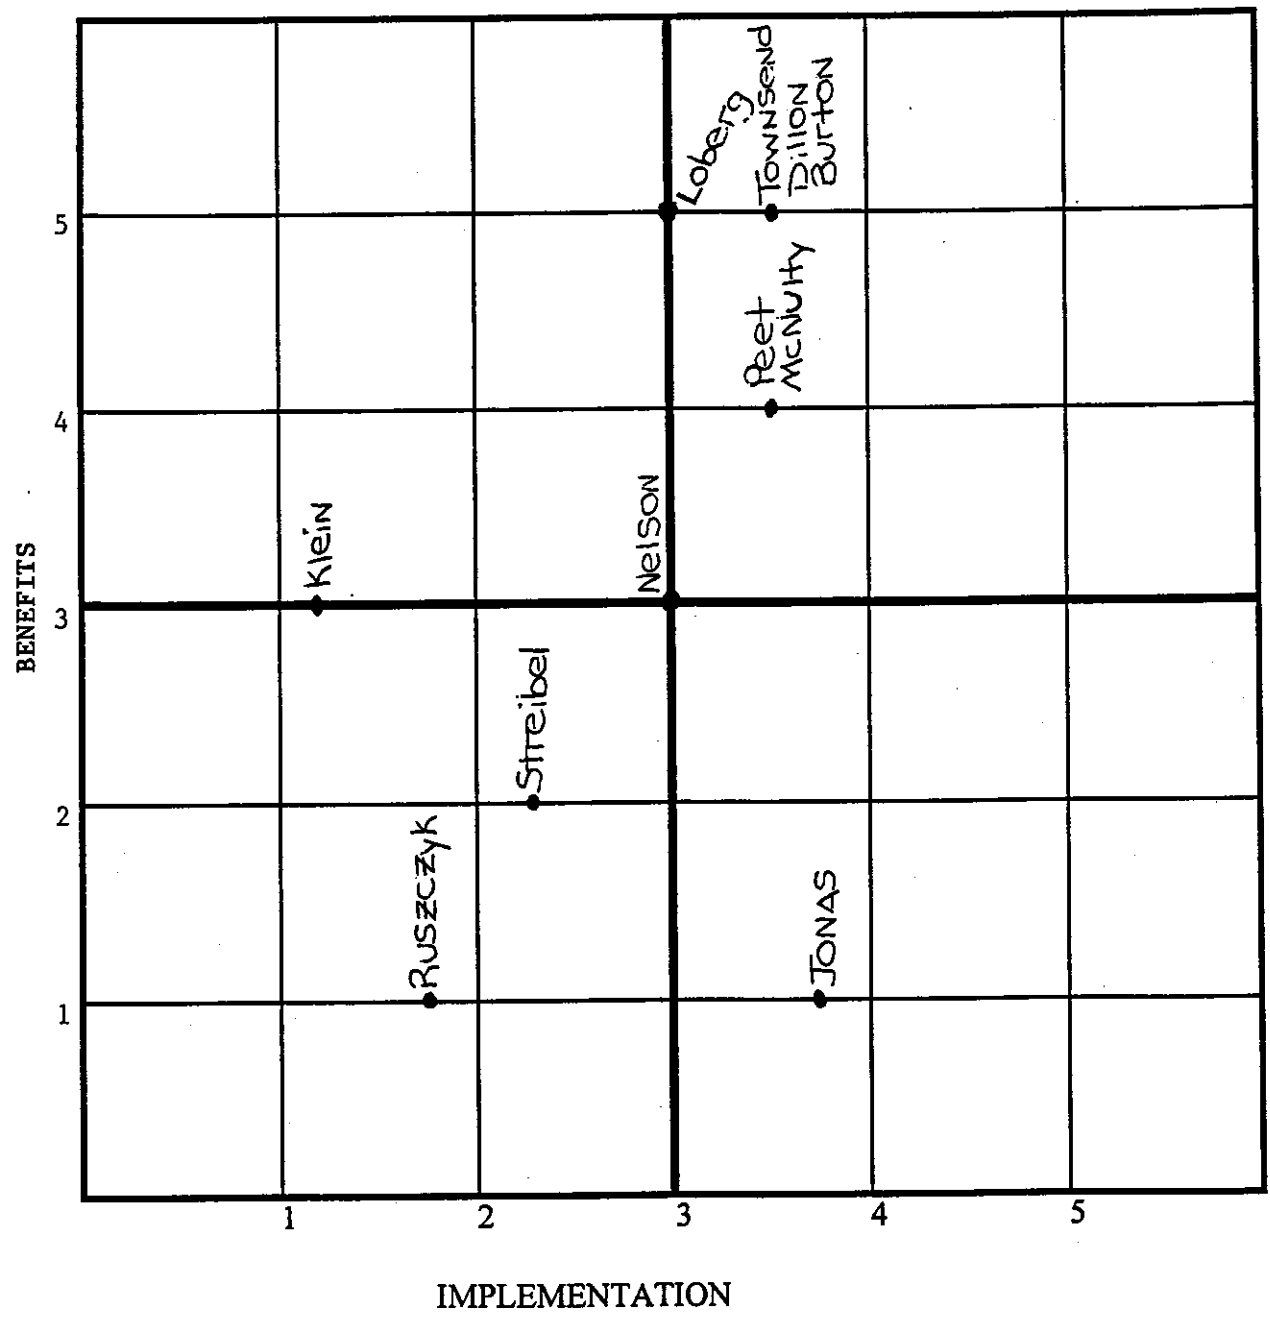 Loberg
Townsend
Dillon
Burton
5
Peet
McNulty
4
Klein
Nelson
BENEFITS
3
Streibel
2
Ruszczyk
Jonas
1
1 2 3 4 5
IMPLEMENTATION